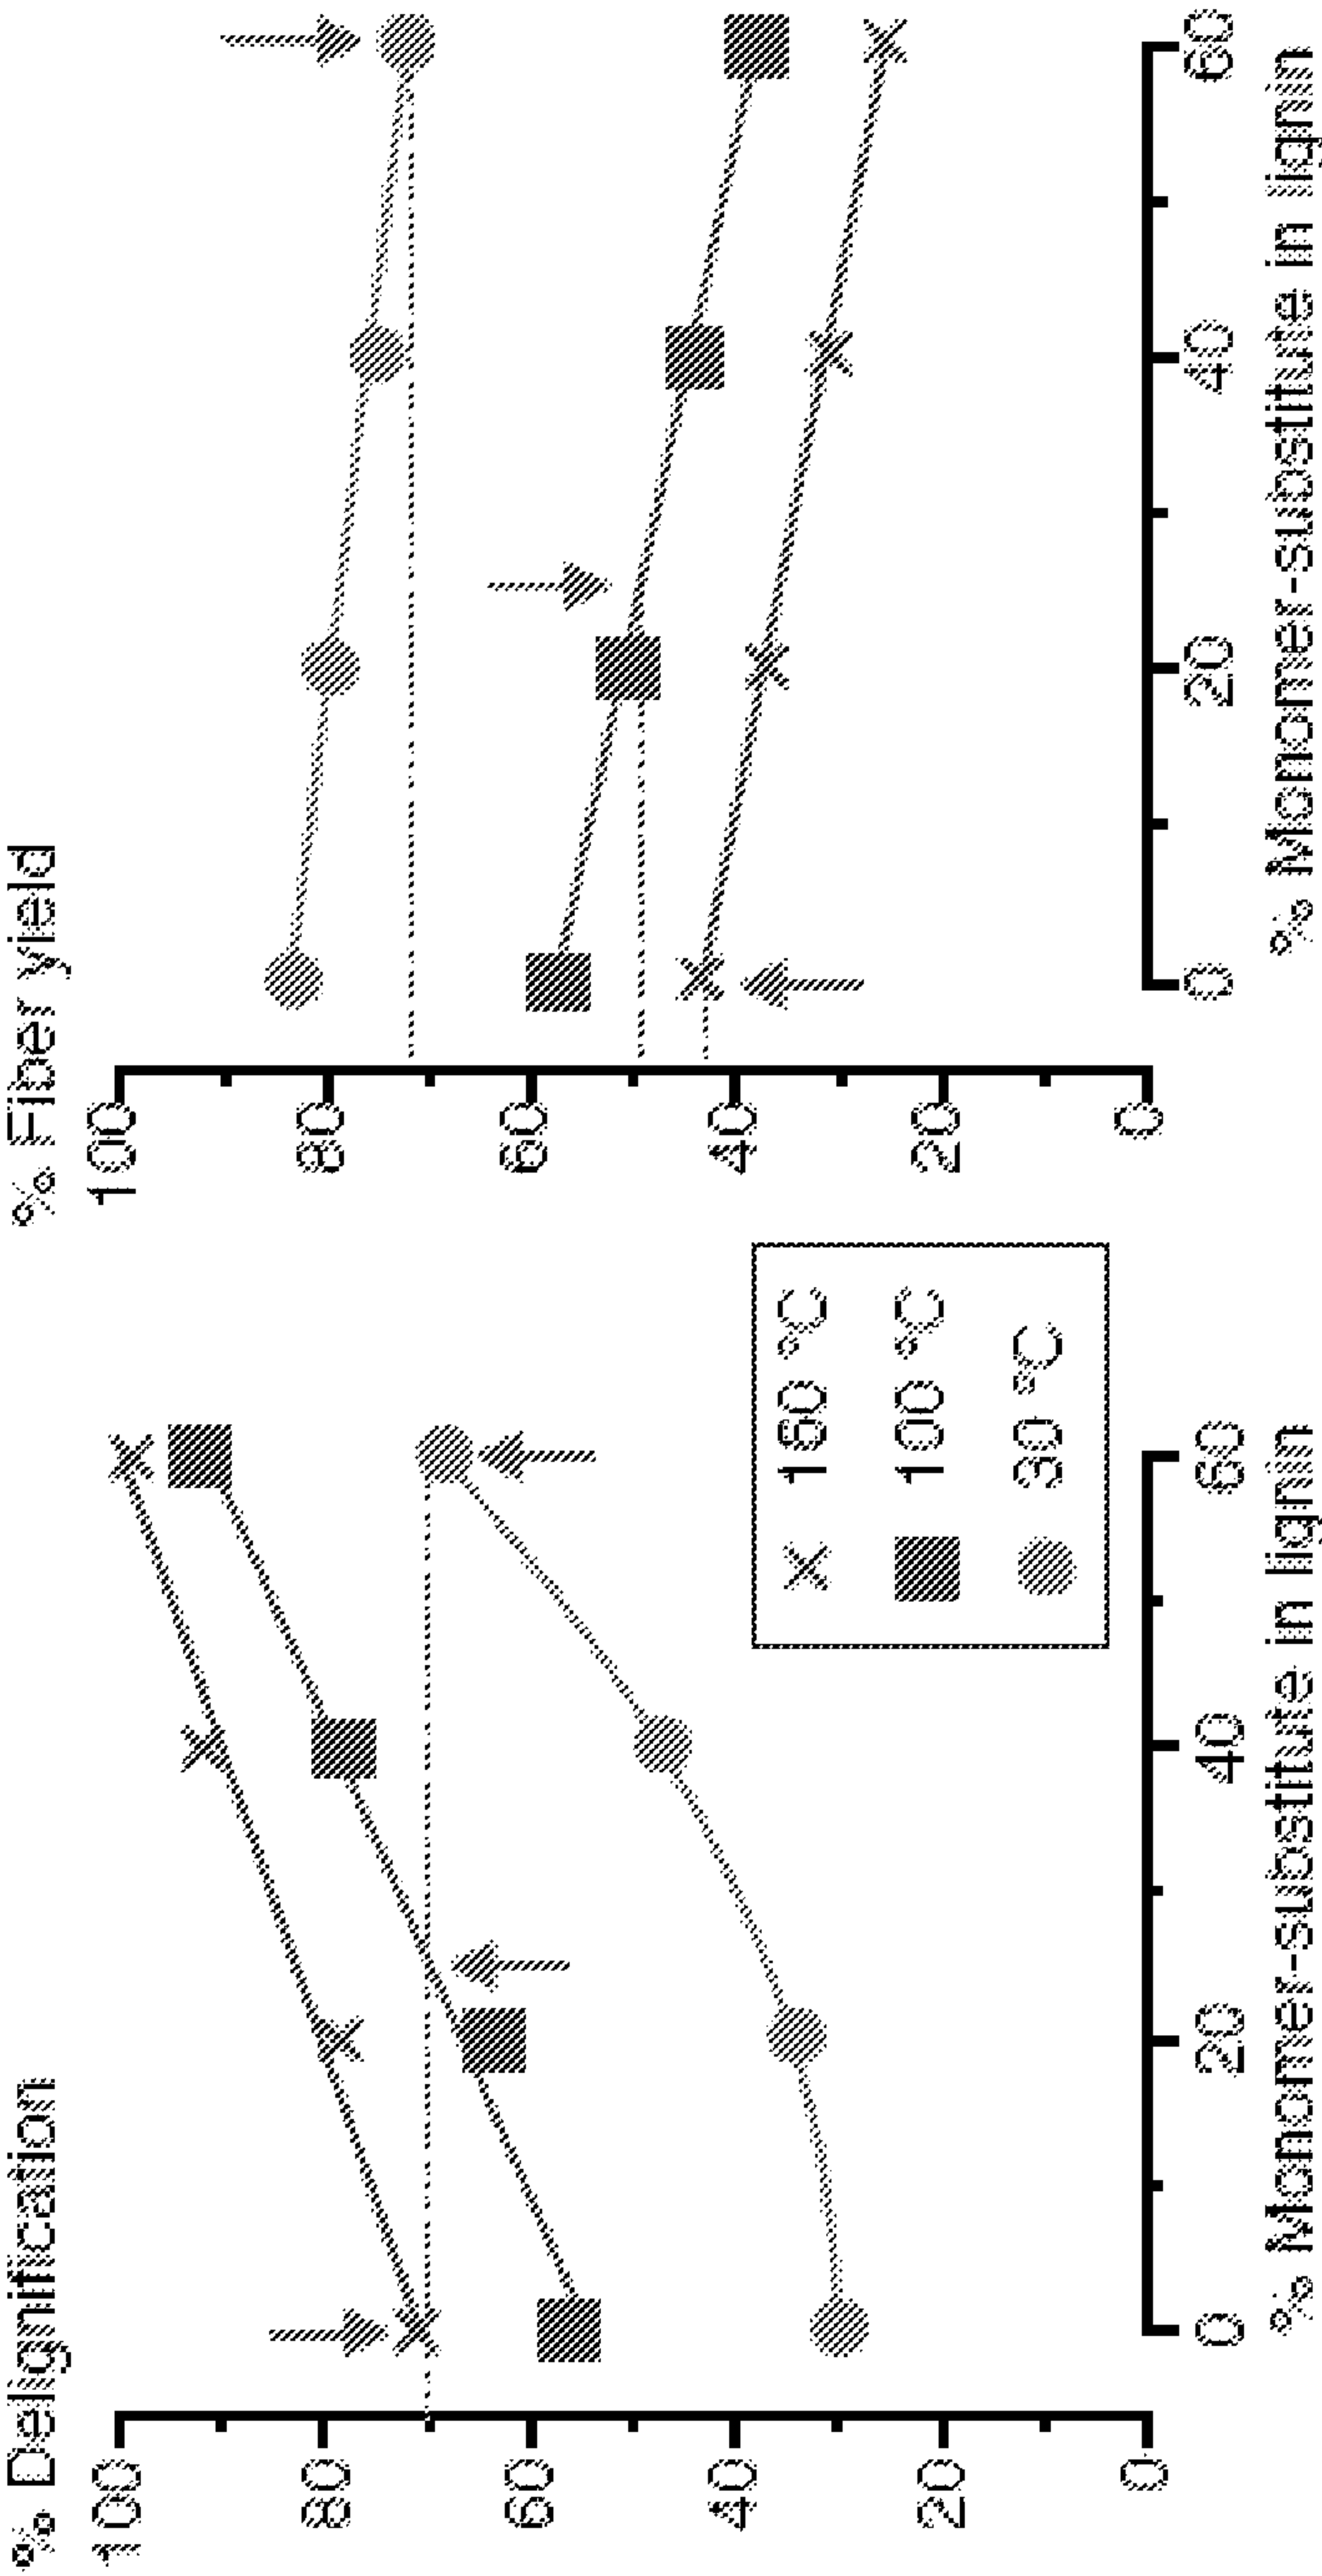 % Delignification
100
80
60
40
20
0
0 20 40 60
% Monomer-substitute in lignin
160 °C
100 °C
30 °C
% Fiber yield
100
80
60
40
20
0
0 20 40 60
% Monomer-substitute in lignin